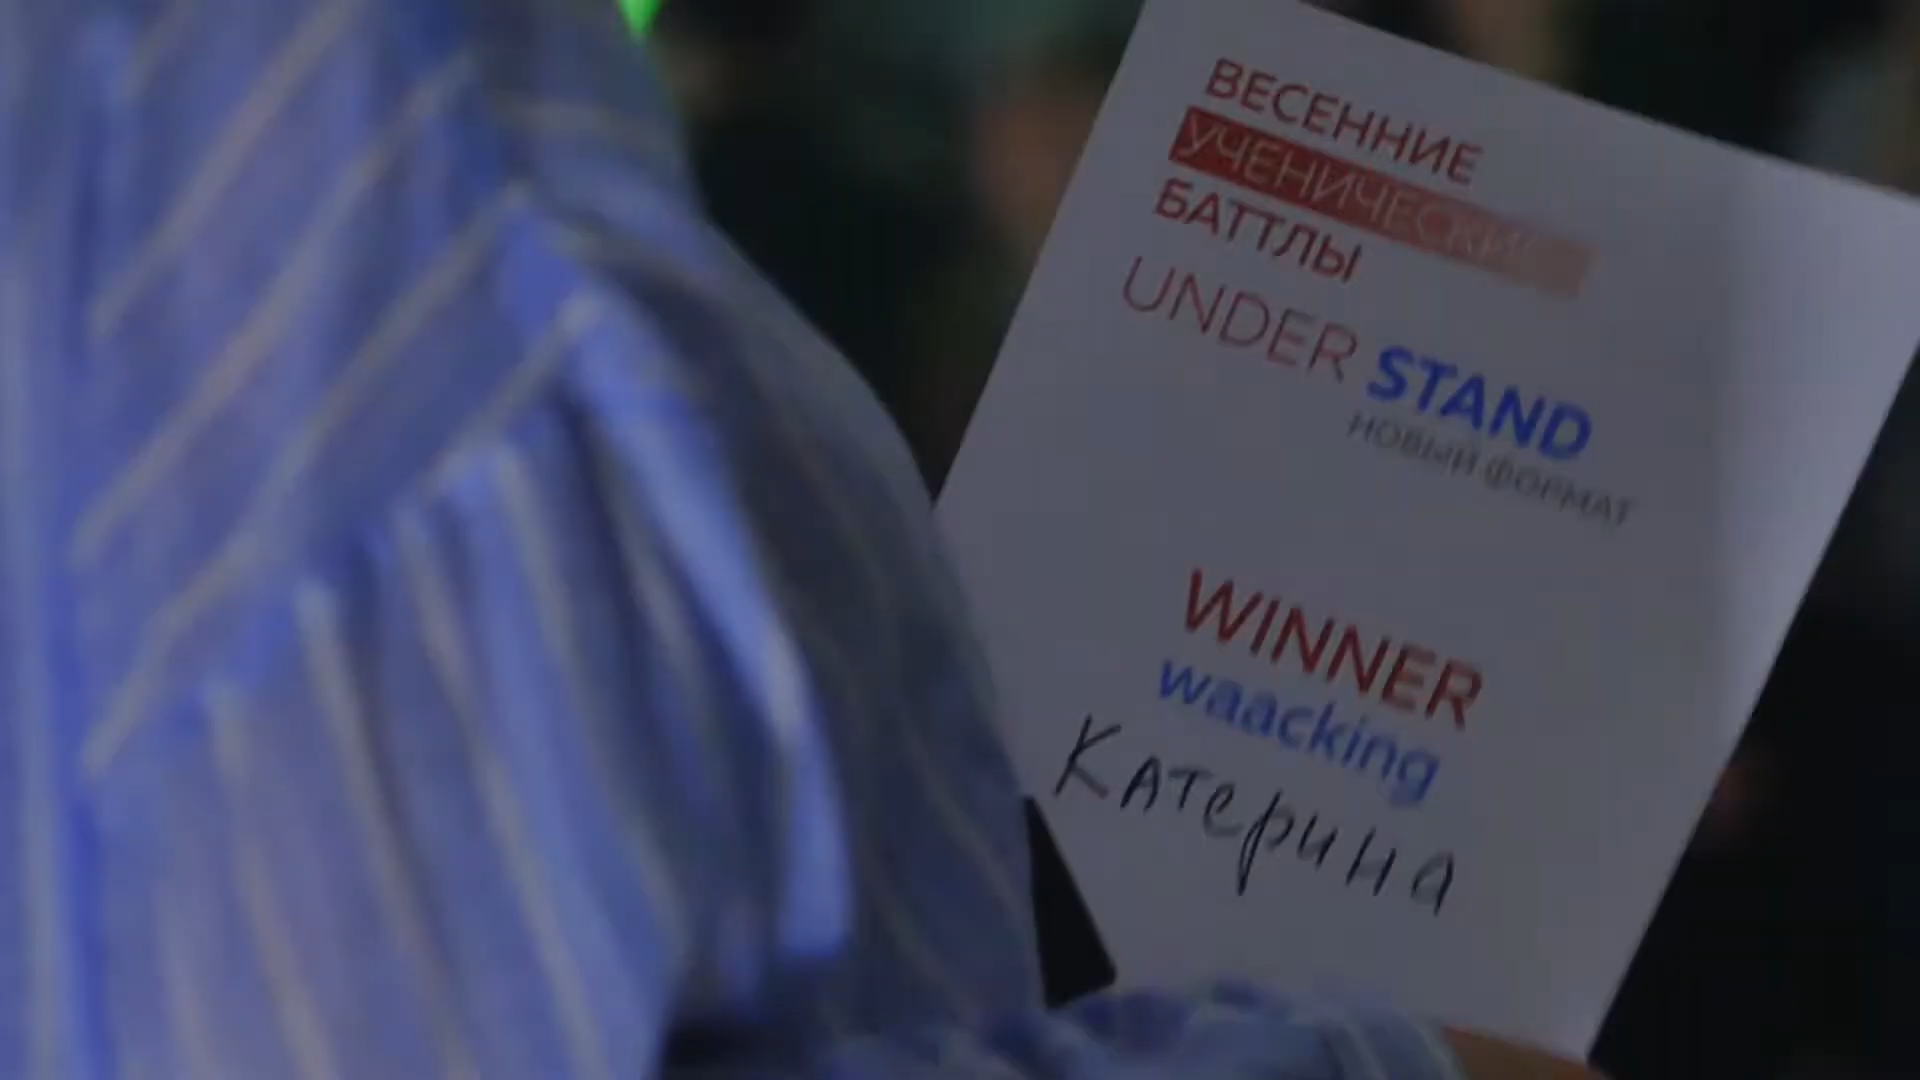 ВЕСЕННИЕ
УЧЕНИЧЕСКИЕ
БАТТЛЫ
UNDER STAND
НОВЫЙ ФОРМАТ
WINNER
waacking
Катерина